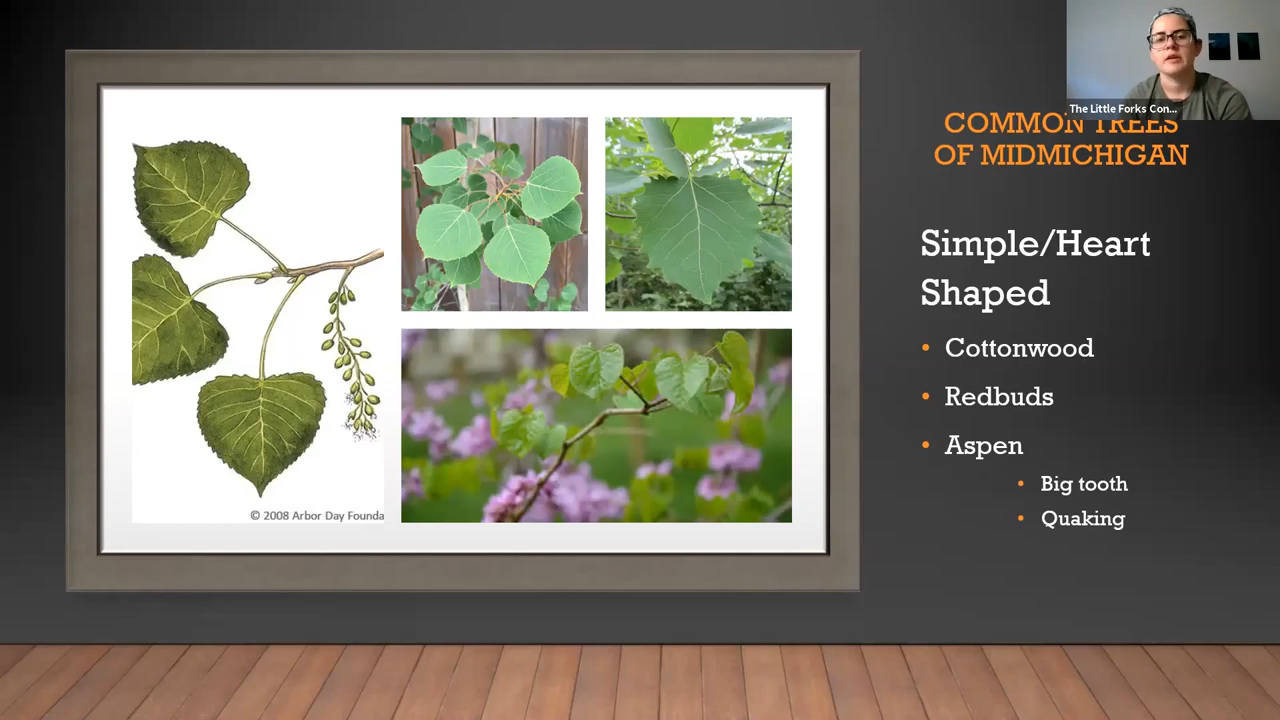 The Little Forks Con...
COMMON TREES
OF MIDMICHIGAN
Simple/Heart
Shaped
• Cottonwood
• Redbuds
• Aspen
• Big tooth
• Quaking
© 2008 Arbor Day Founda